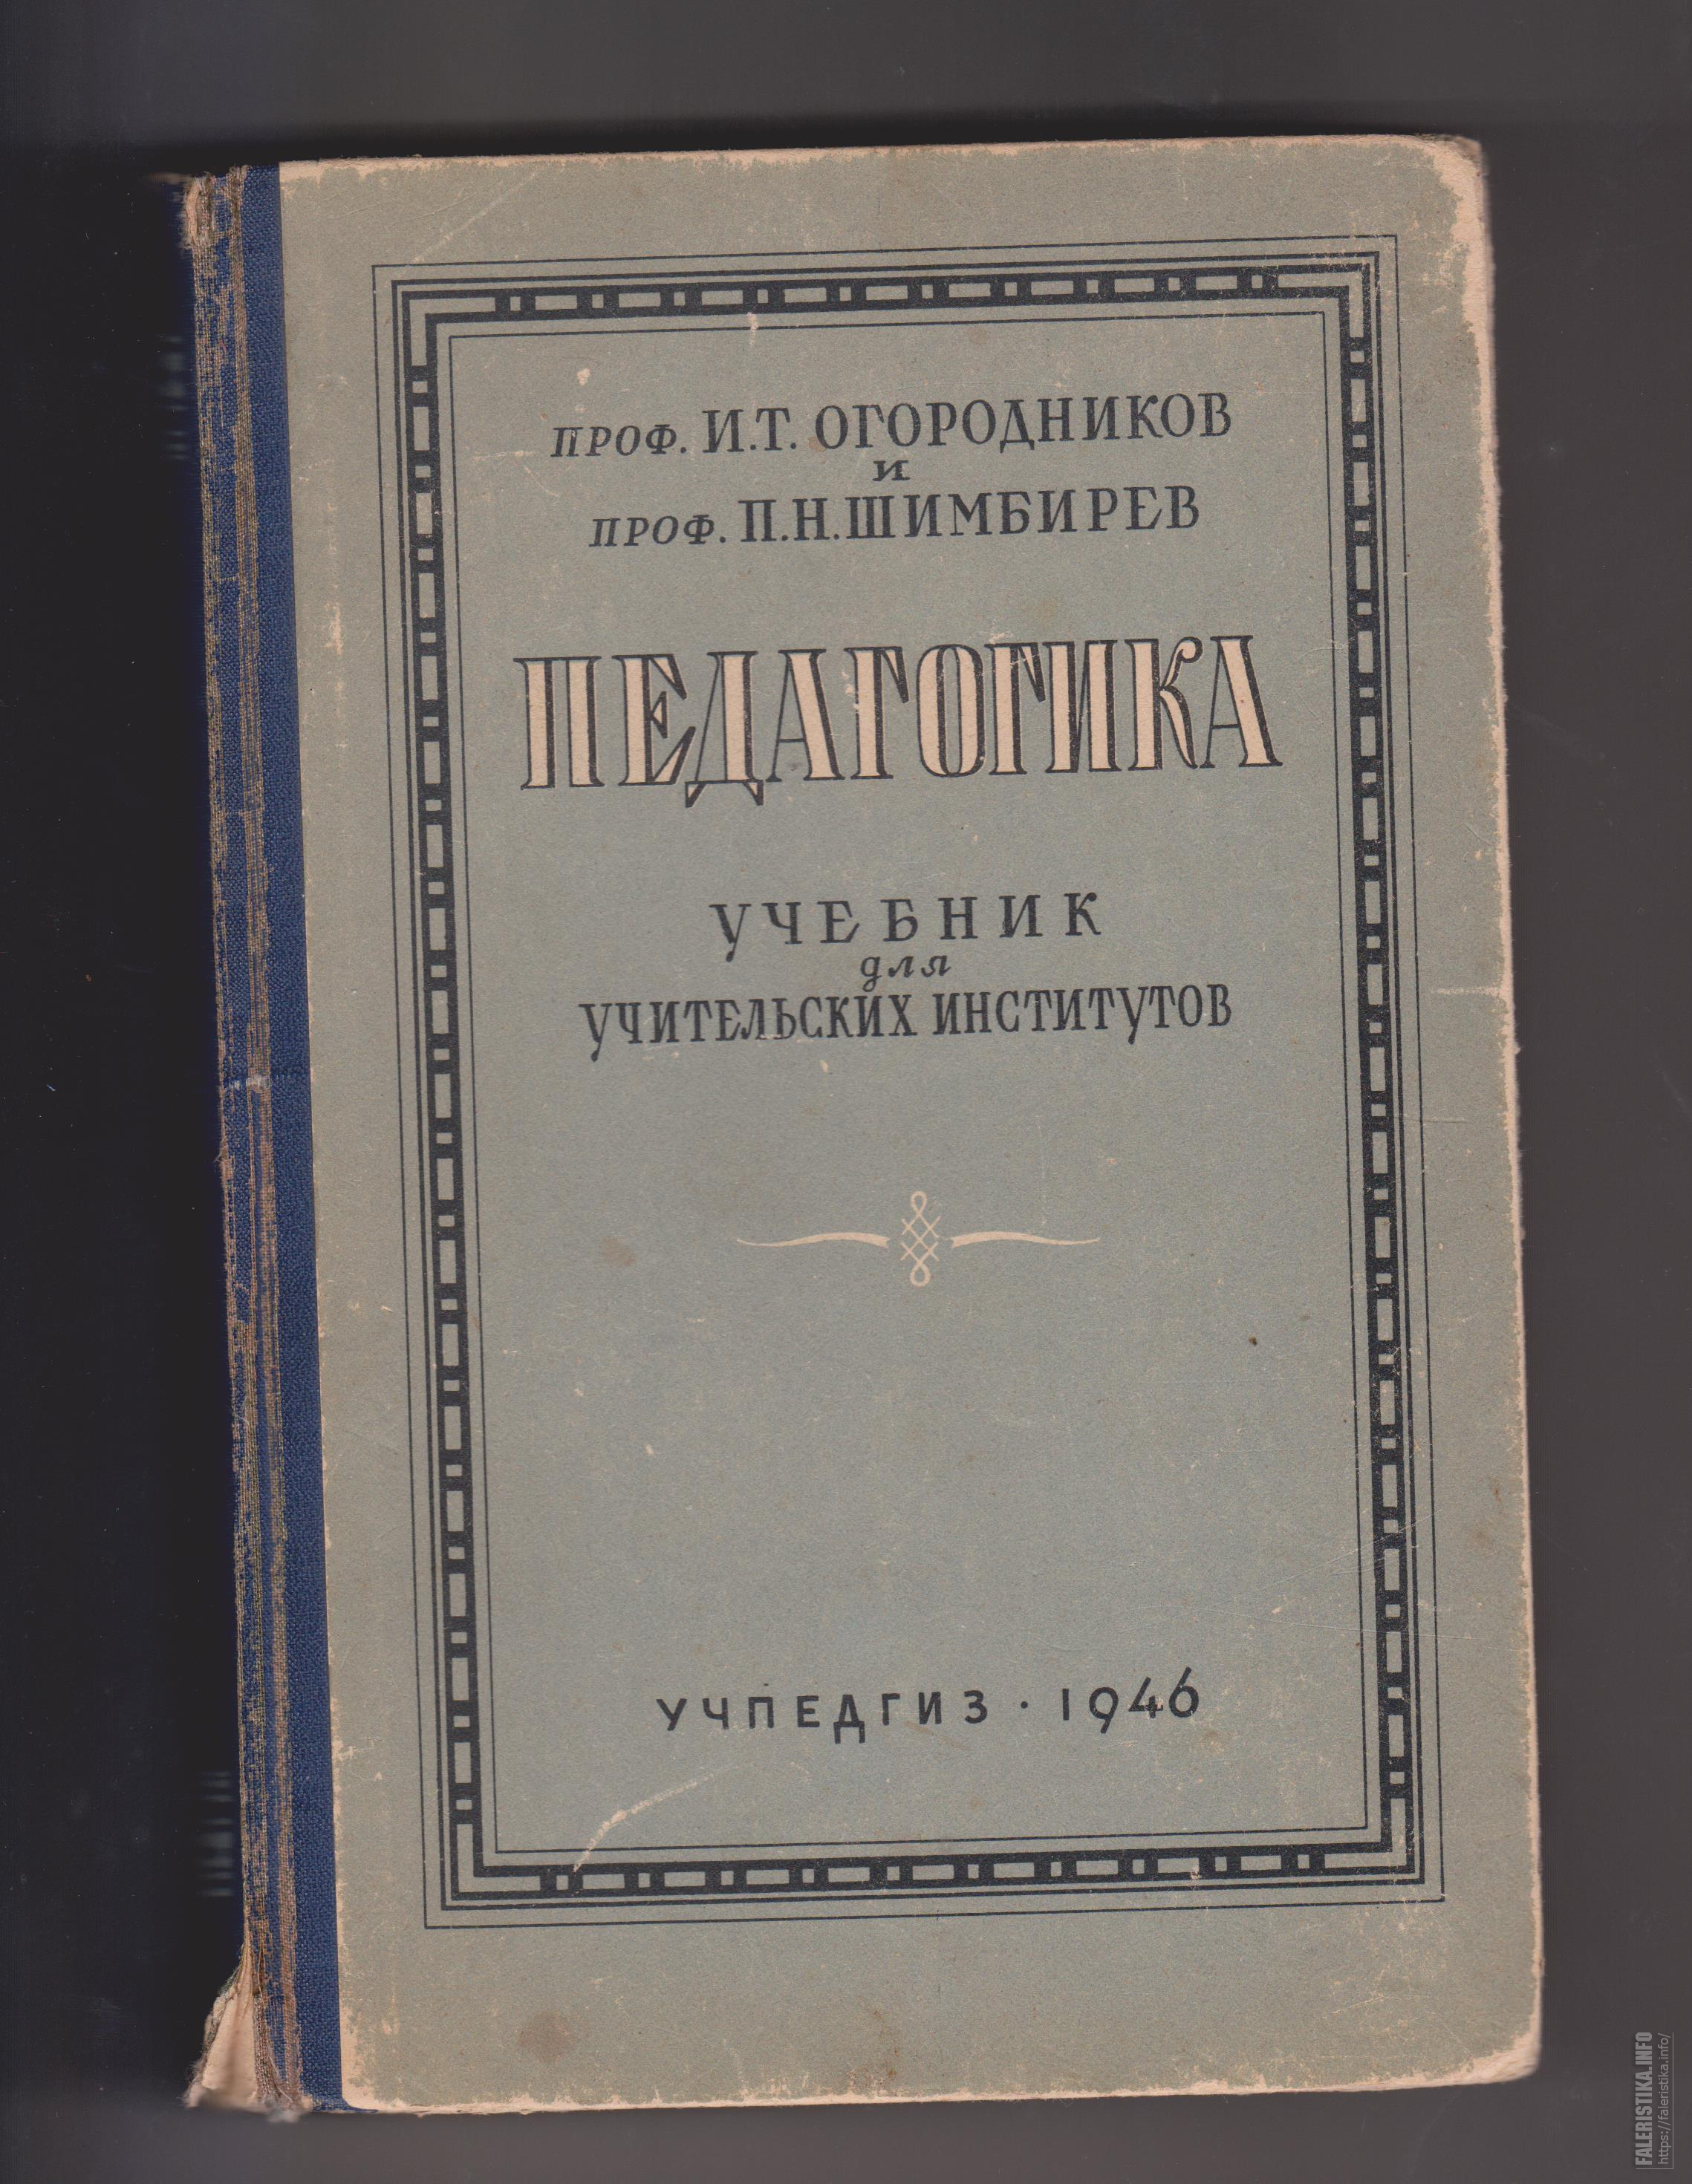 ПРОФ. И.Т. ОГОРОДНИКОВ
И
ПРОФ. П.Н. ШИМБИРЕВ
ПЕДАГОГИКА
УЧЕБНИК
для
УЧИТЕЛЬСКИХ ИНСТИТУТОВ
УЧПЕДГИЗ · 1946
FALERISTIKA.INFO
https://faleristika.info/